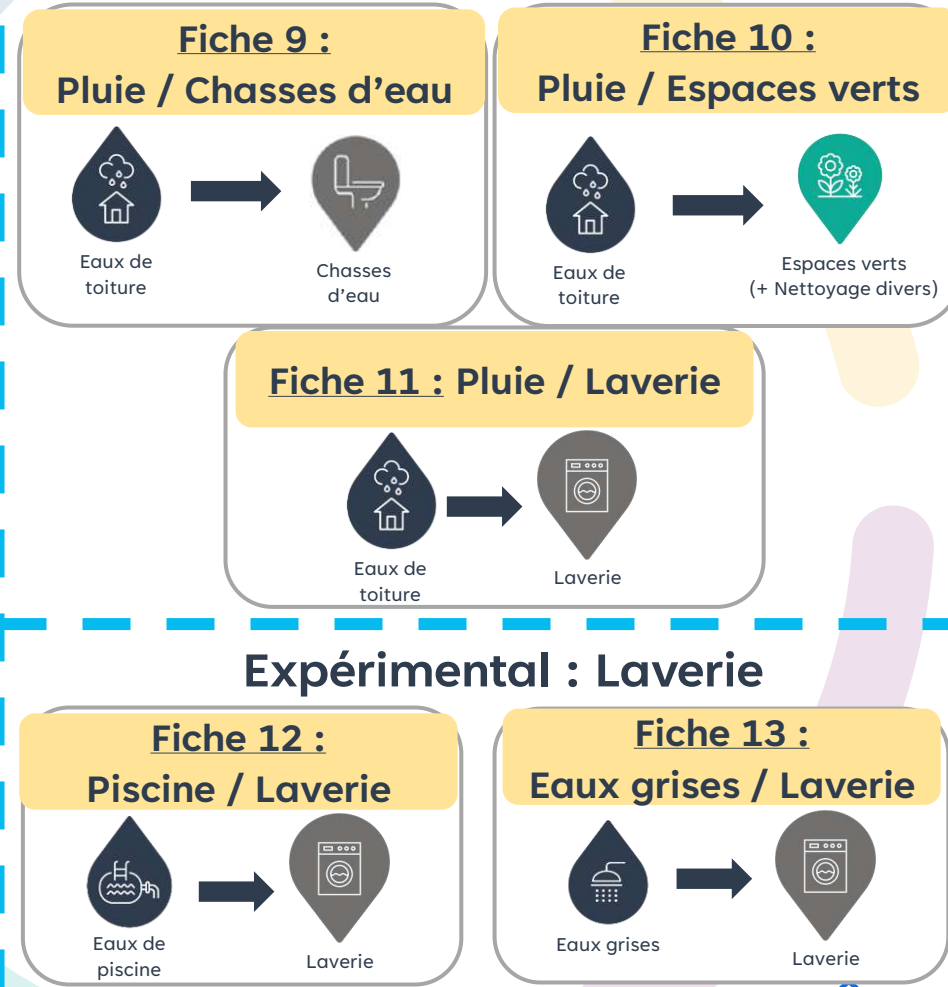 Fiche 9 :
Pluie / Chasses d'eau
Eaux de
toiture
Chasses
d'eau
Fiche 10 :
Pluie / Espaces verts
Eaux de
toiture
Espaces verts
(+ Nettoyage divers)
Fiche 11 : Pluie / Laverie
Eaux de
toiture
Laverie
Expérimental : Laverie
Fiche 12 :
Piscine / Laverie
Eaux de
piscine
Laverie
Fiche 13 :
Eaux grises / Laverie
Eaux grises
Laverie